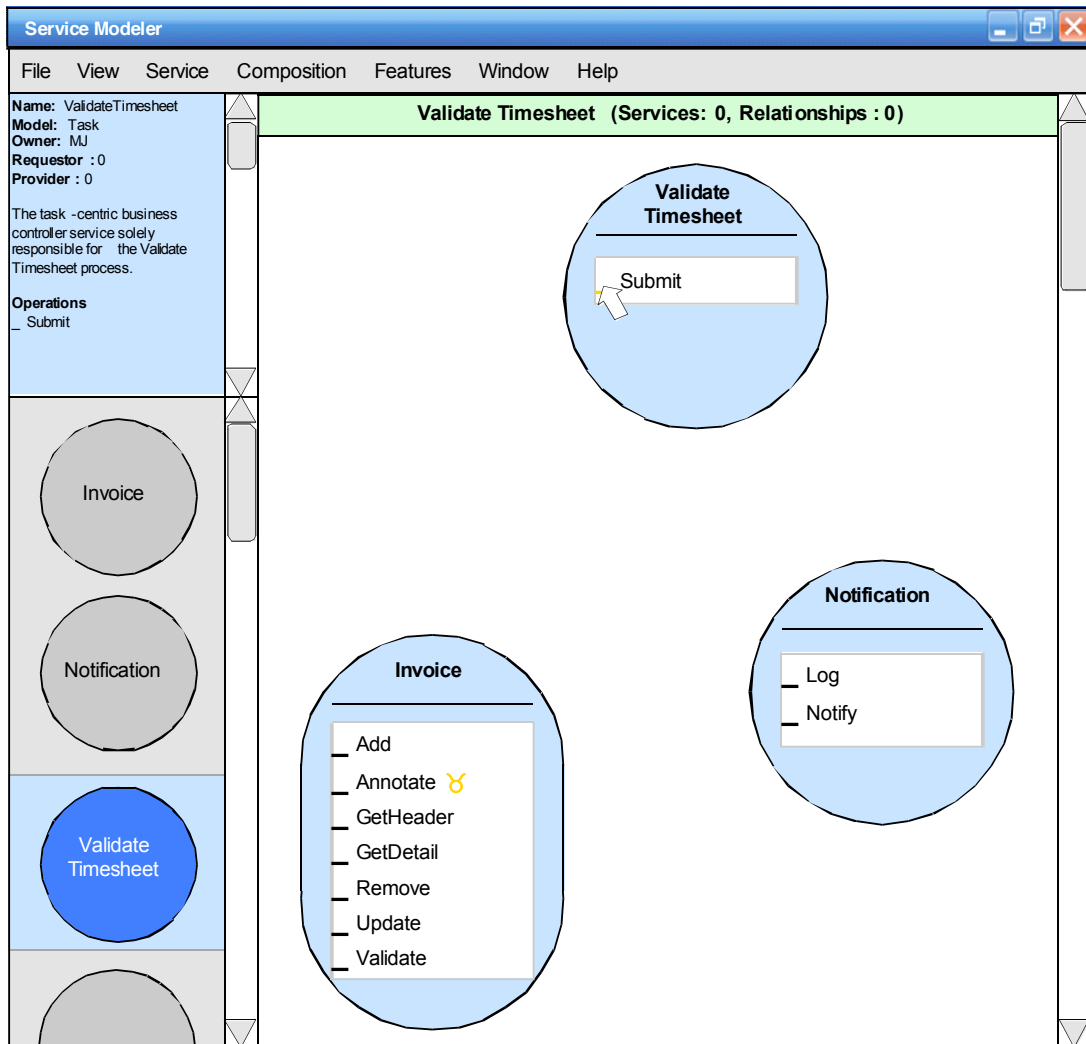 Service Modeler
File View Service Composition Features Window Help
Name: ValidateTimesheet
Model: Task
Owner: MJ
Requestor : 0
Provider : 0
The task -centric business
controller service solely
responsible for the Validate
Timesheet process.
Operations
_ Submit
Invoice
Notification
Validate
Timesheet
Validate Timesheet (Services: 0, Relationships : 0)
Validate
Timesheet
Submit
Notification
_ Log
_ Notify
Invoice
_ Add
_ Annotate ♉
_ GetHeader
_ GetDetail
_ Remove
_ Update
_ Validate